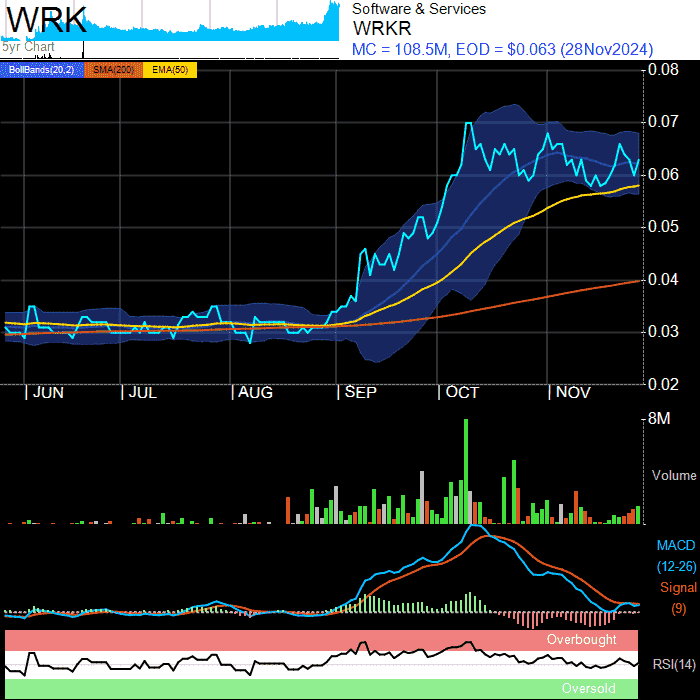 WRK
5yr Chart
Software & Services
WRKR
MC = 108.5M, EOD = $0.063 (28Nov2024)
BollBands(20,2) SMA(200) EMA(50)
0.08
0.07
0.06
0.05
0.04
0.03
0.02
JUN JUL AUG SEP OCT NOV
8M
Volume
MACD
(12-26)
Signal
(9)
Overbought
RSI(14)
Oversold